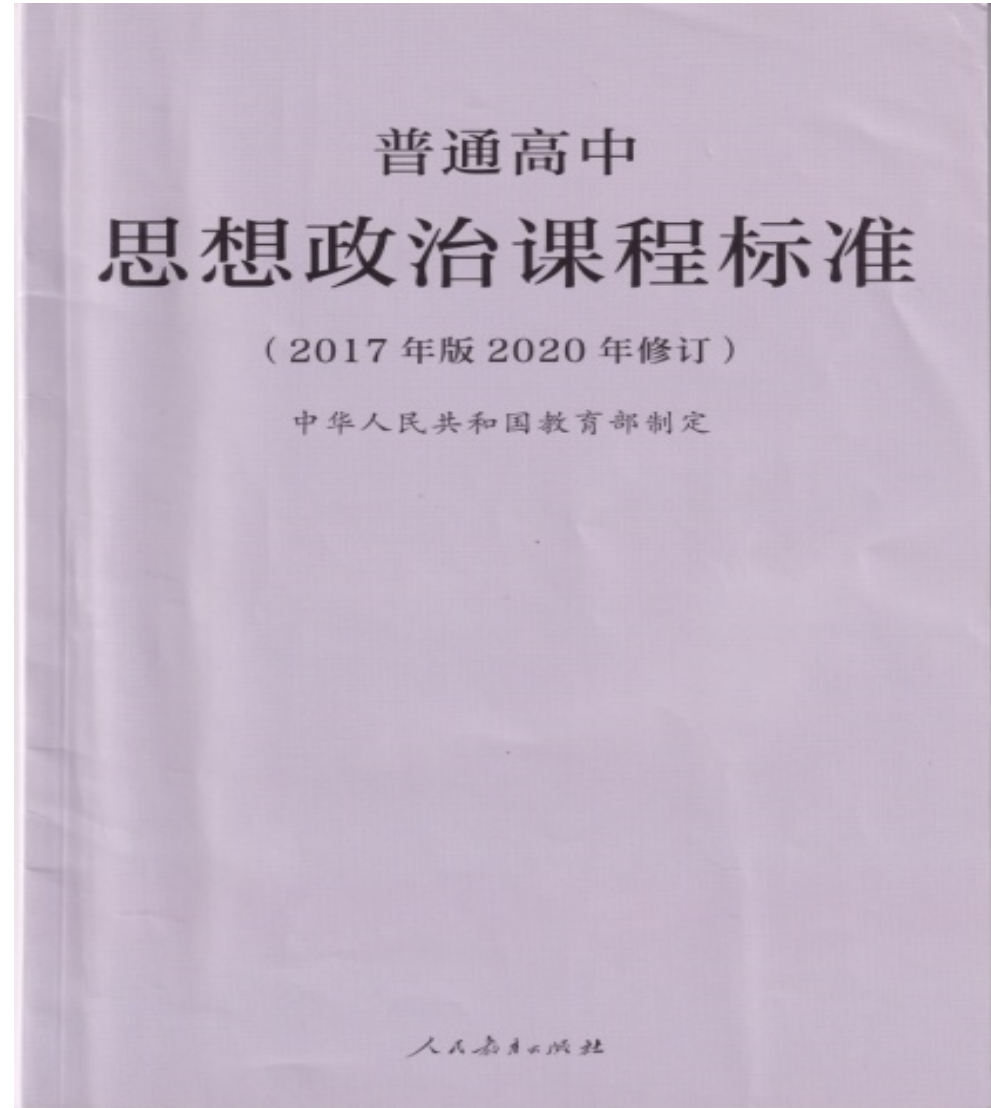 普通高中
思想政治课程标准
（2017年版2020年修订）
中华人民共和国教育部制定
人民教育出版社